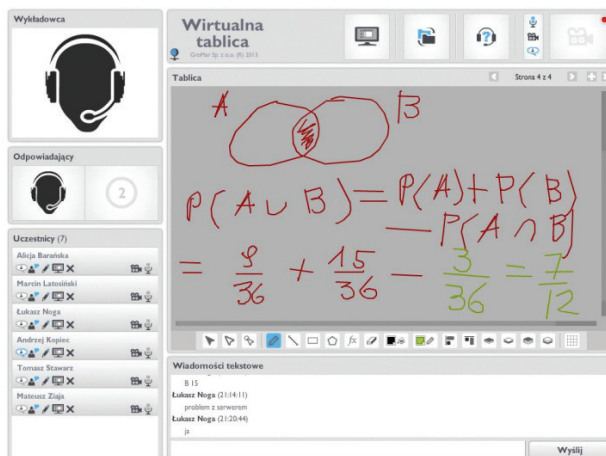 Wykładowca
Wirtualna
tablica
GroMar Sp. z o.o. (R) 2013
Tablica
Strona 4 z 4
A
B
P(A∪B)=P(A)+P(B)
—P(A∩B)
= 9/36 + 15/36 — 3/36 = 7/12
Odpowiadający
2
Uczestnicy (7)
Alicja Barańska
Marcin Latosiński
Łukasz Noga
Andrzej Kopiec
Tomasz Stawarz
Mateusz Ziaja
fx
Wiadomości tekstowe
B 15
Łukasz Noga (21:14:11)
problem z serwerem
Łukasz Noga (21:20:44)
ja
Wyślij